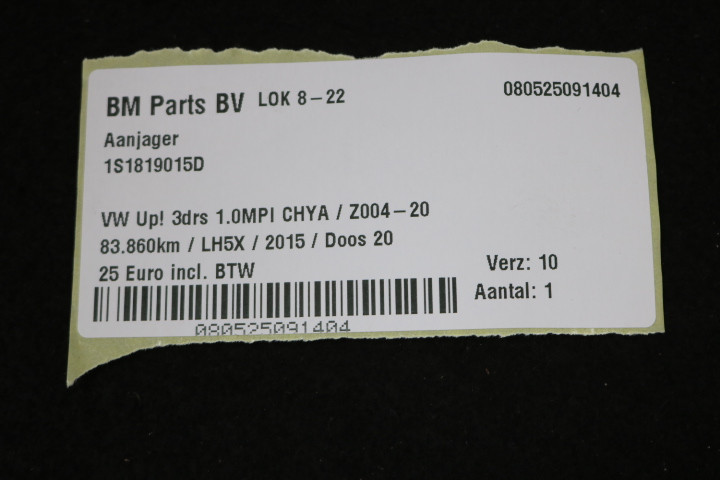 BM Parts BV LOK 8-22 080525091404
Aanjager
1S1819015D
VW Up! 3drs 1.0MPI CHYA / Z004-20
83.860km / LH5X / 2015 / Doos 20
25 Euro incl. BTW Verz: 10
Aantal: 1
080525091404